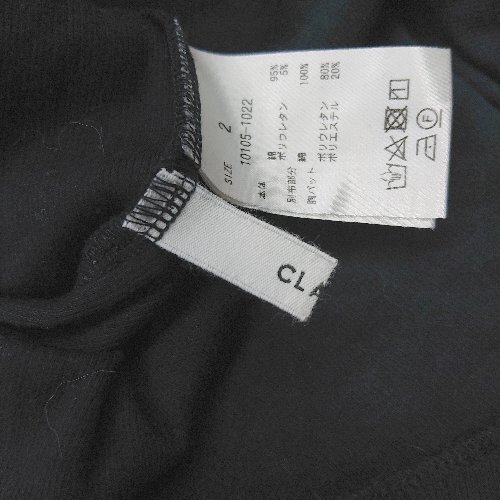 SIZE 2
10105-1022
本体 綿 95%
ポリウレタン 5%
別布部分 綿 100%
胸パット ポリウレタン 80%
ポリエステル 20%
CLA